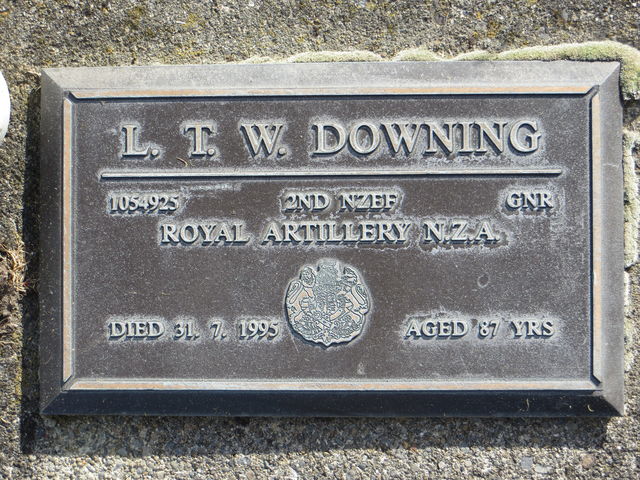 L. T. W. DOWNING
1054925 2ND NZEF GNR
ROYAL ARTILLERY N.Z.A.
DIED 31. 7. 1995 AGED 87 YRS